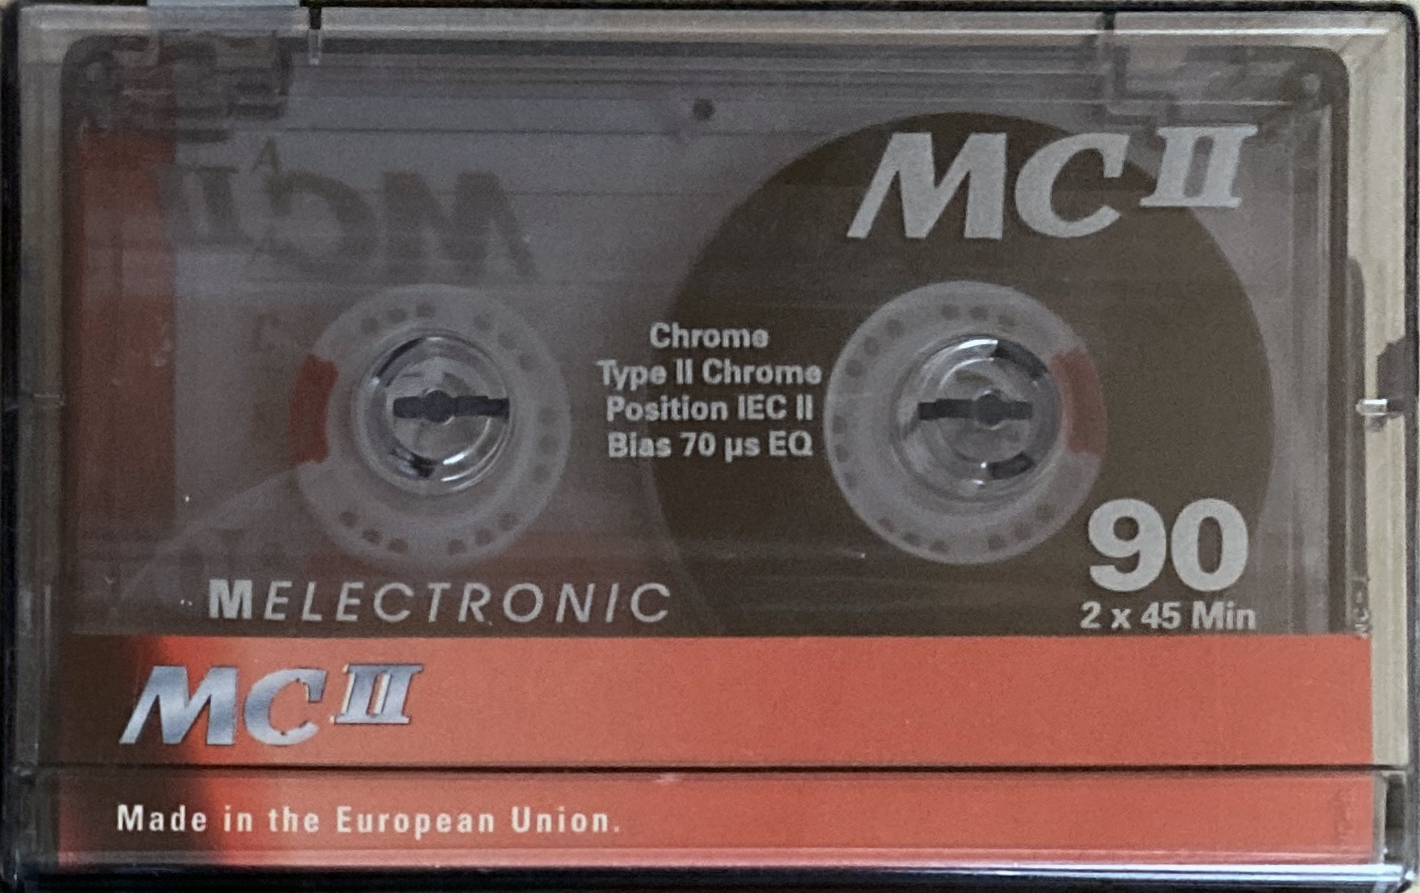 MC II
A
Chrome
Type II Chrome
Position IEC II
Bias 70 µs EQ
90
2 x 45 Min
MELECTRONIC
MC II
Made in the European Union.